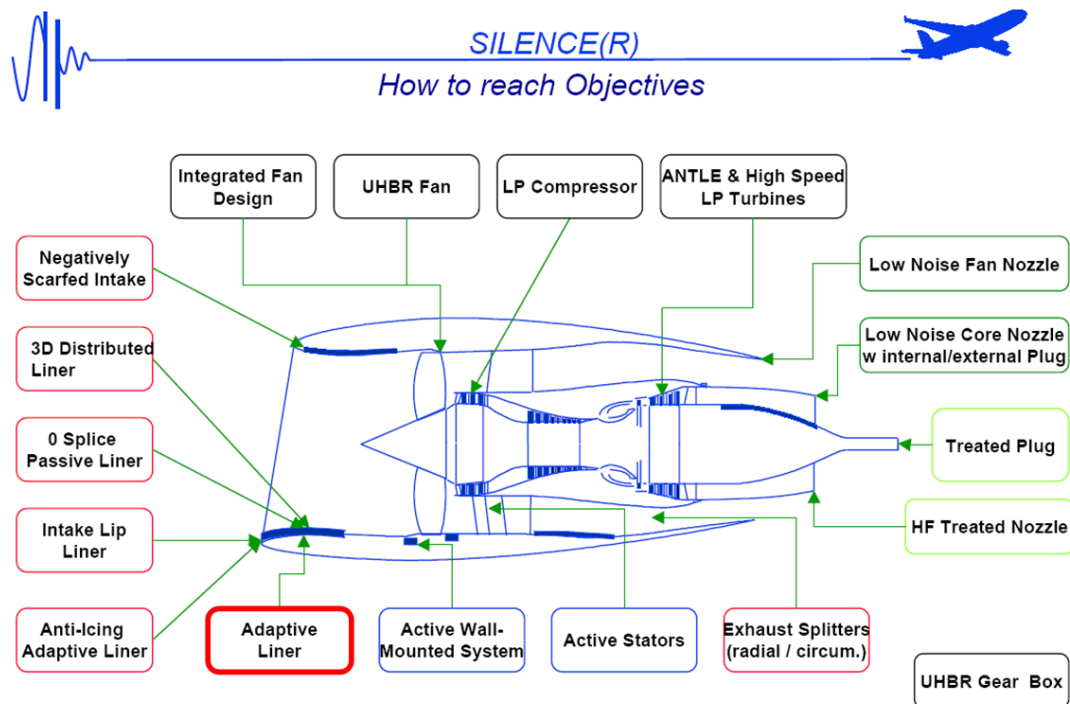 SILENCE(R)
How to reach Objectives
Integrated Fan
Design
UHBR Fan
LP Compressor
ANTLE & High Speed
LP Turbines
Negatively
Scarfed Intake
Low Noise Fan Nozzle
3D Distributed
Liner
Low Noise Core Nozzle
w internal/external Plug
0 Splice
Passive Liner
Treated Plug
Intake Lip
Liner
HF Treated Nozzle
Anti-Icing
Adaptive Liner
Adaptive
Liner
Active Wall-
Mounted System
Active Stators
Exhaust Splitters
(radial / circum.)
UHBR Gear Box